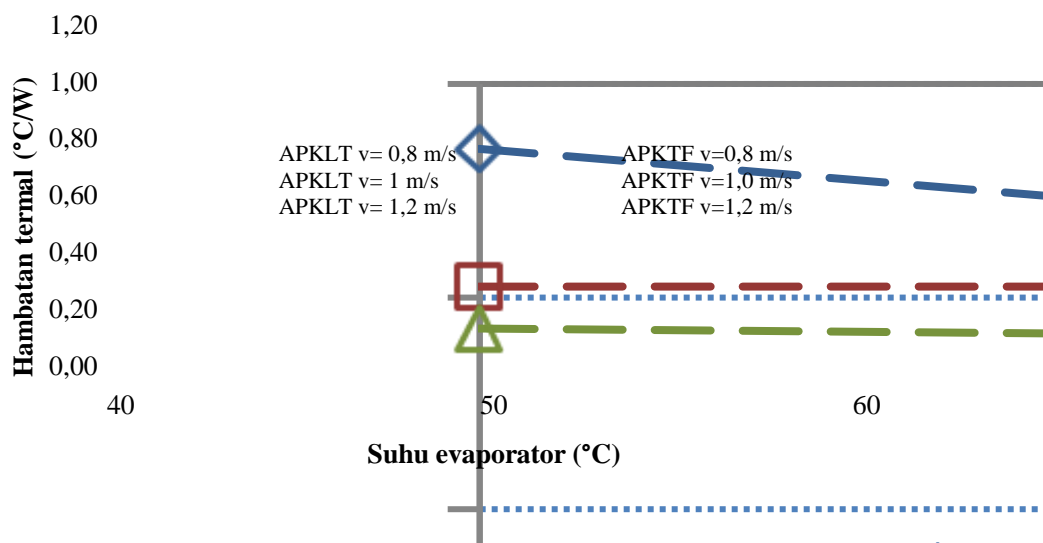 1,20
1,00
0,80
0,60
0,40
0,20
0,00
Hambatan termal (°C/W)
APKLT v= 0,8 m/s
APKLT v= 1 m/s
APKLT v= 1,2 m/s
APKTF v=0,8 m/s
APKTF v=1,0 m/s
APKTF v=1,2 m/s
40 50 60
Suhu evaporator (°C)